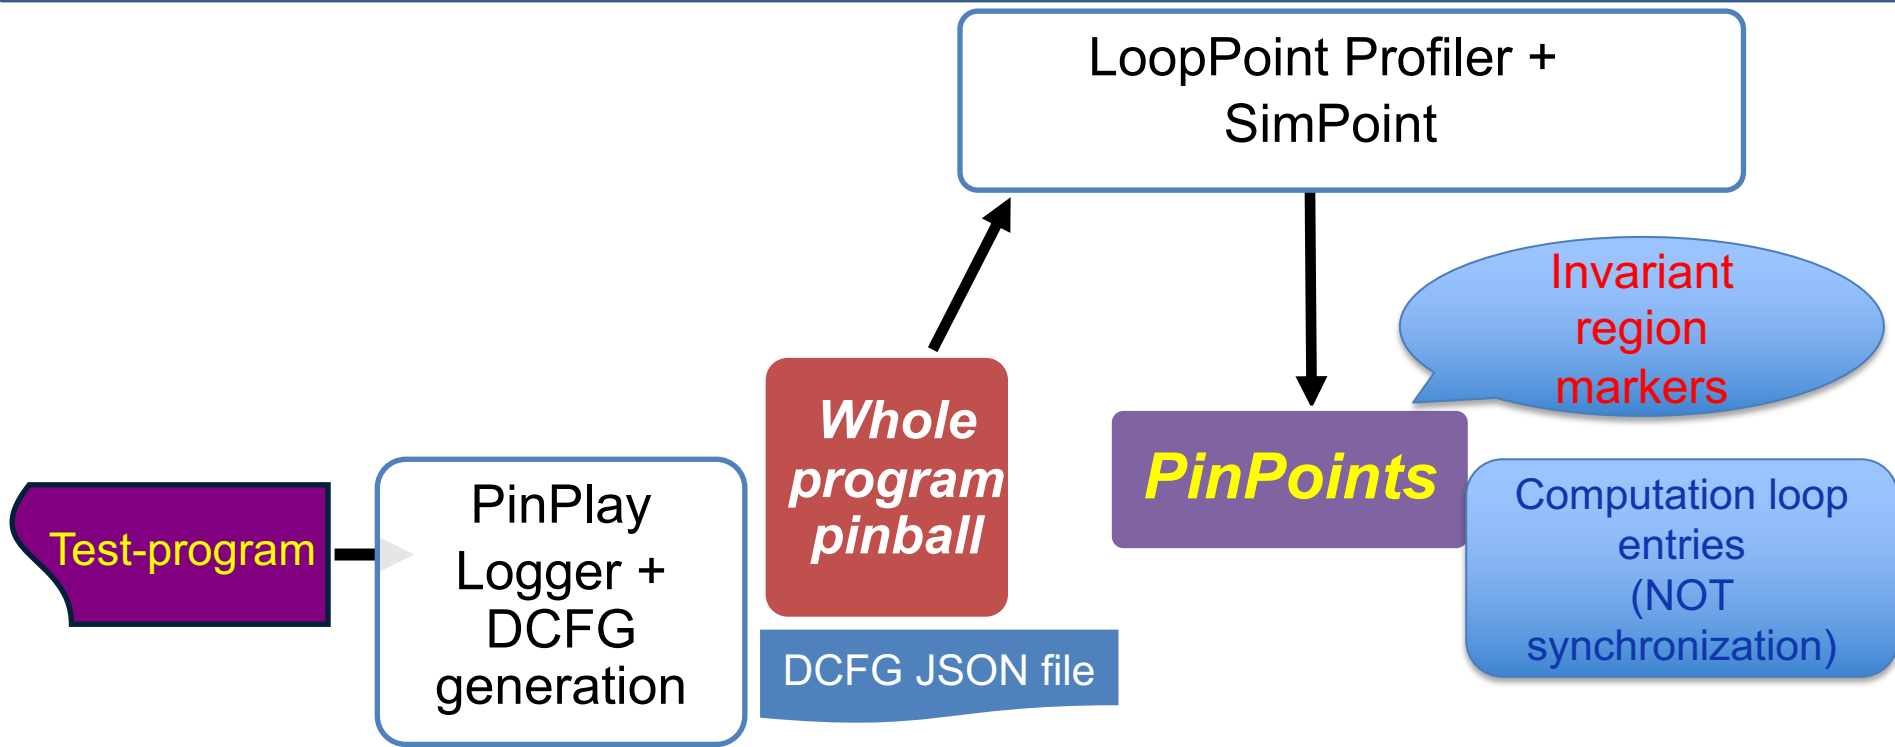 LoopPoint Profiler +
SimPoint
Invariant
region
markers
Whole
program
pinball
PinPoints
Computation loop
entries
(NOT
synchronization)
Test-program
PinPlay
Logger +
DCFG
generation
DCFG JSON file